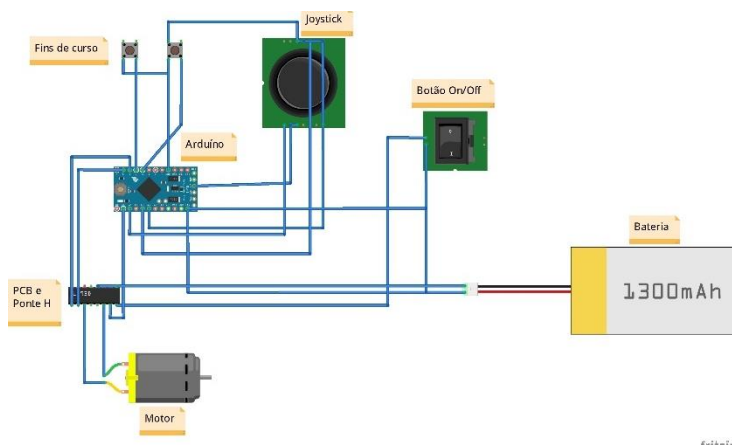 Joystick
Fins de curso
Botão On/Off
Arduíno
Bateria
1300mAh
PCB e
Ponte H
Motor